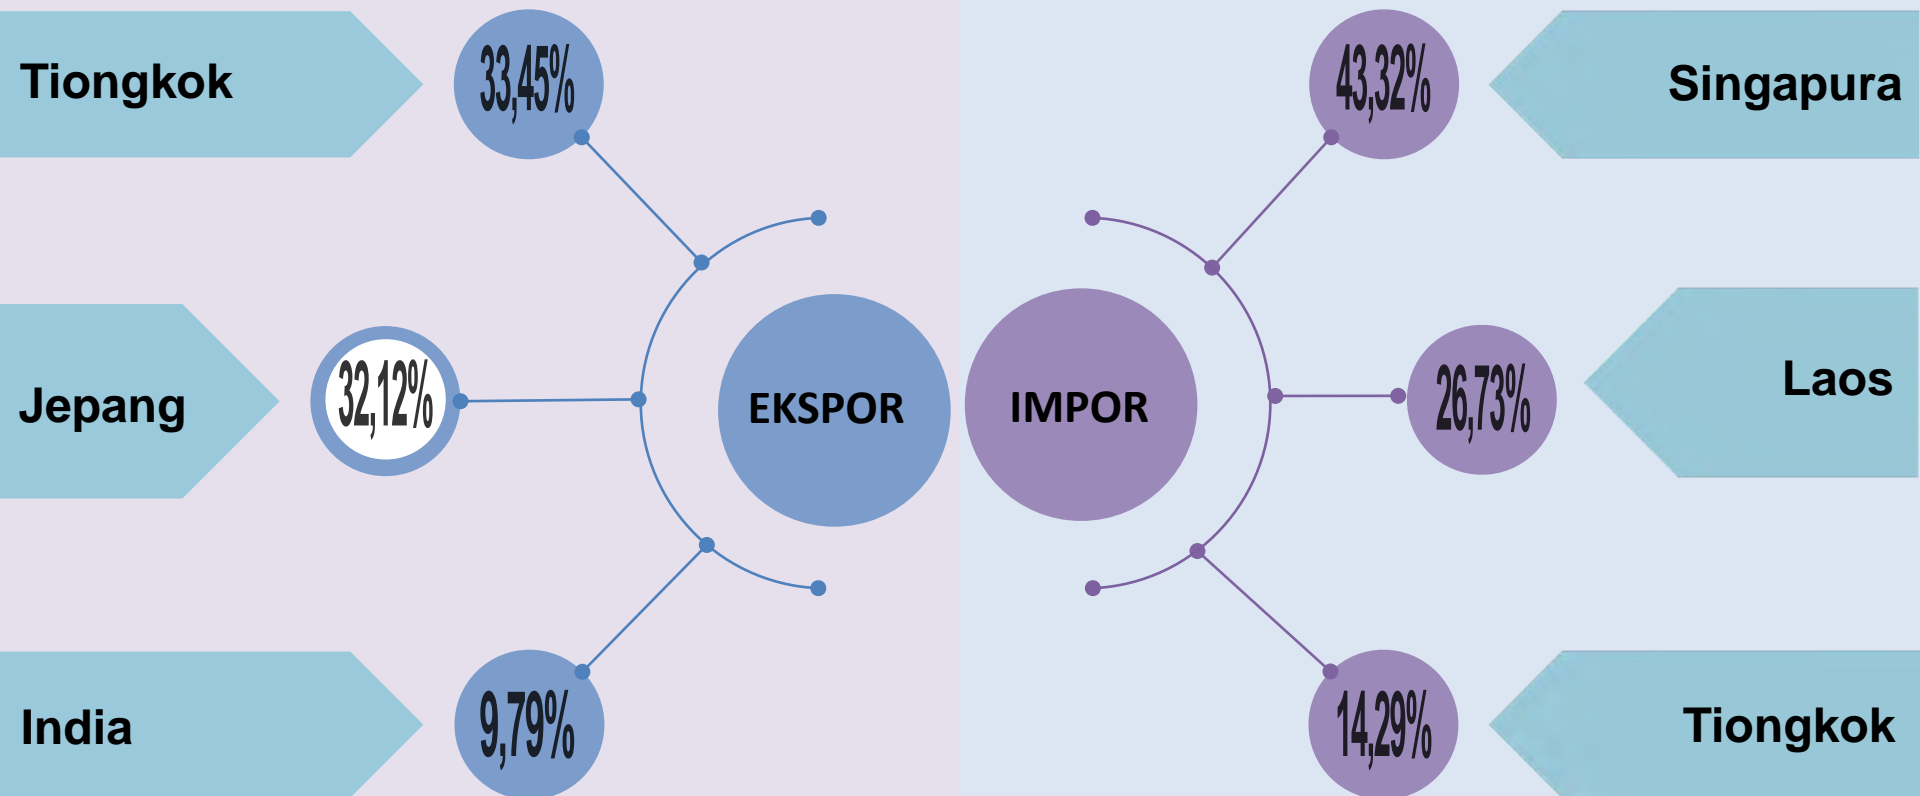 Tiongkok
33,45%
Jepang
32,12%
India
9,79%
EKSPOR
IMPOR
43,32%
Singapura
26,73%
Laos
14,29%
Tiongkok